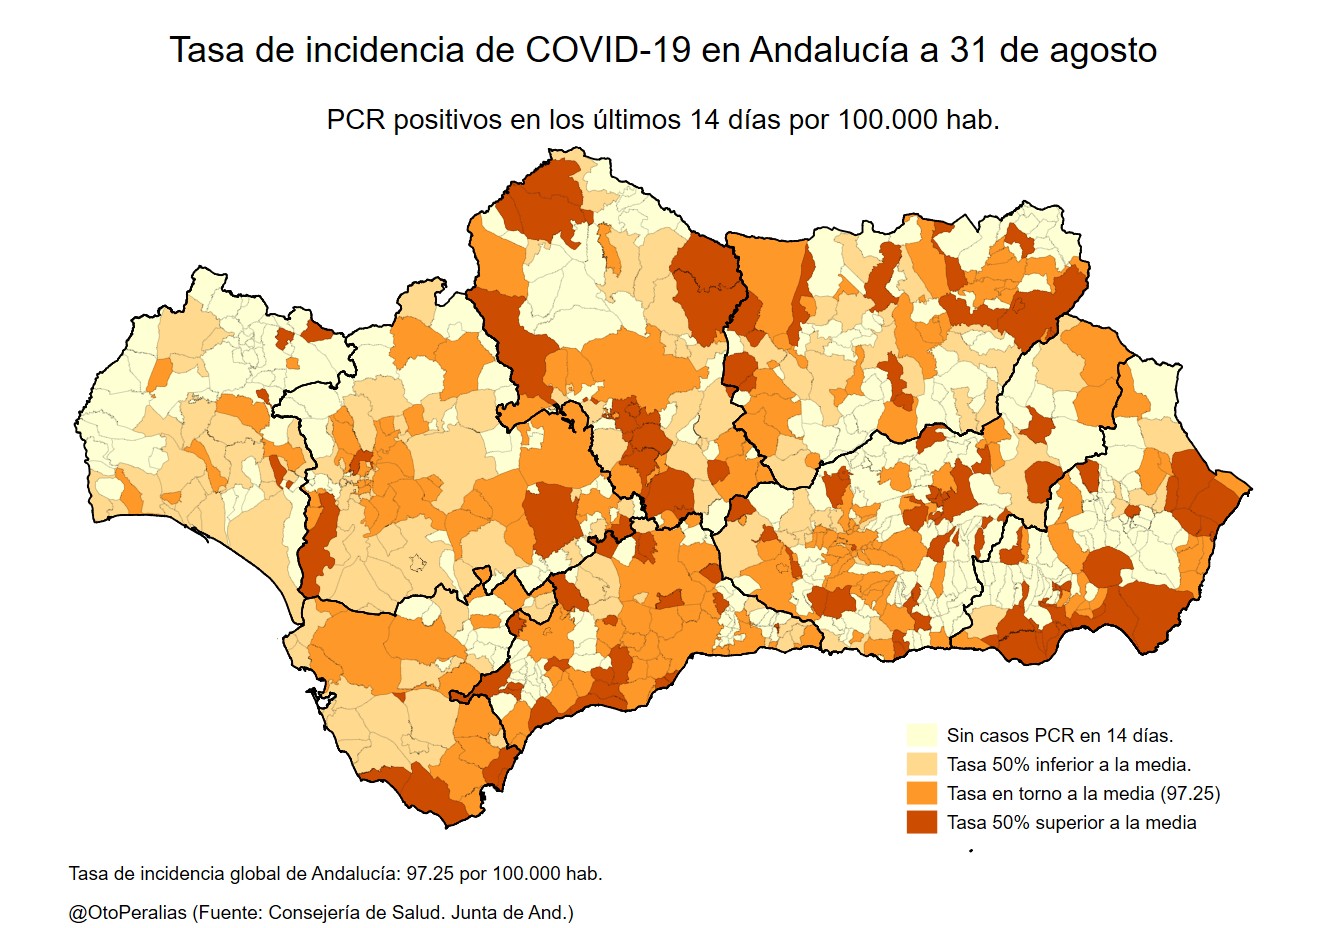 Tasa de incidencia de COVID-19 en Andalucía a 31 de agosto
PCR positivos en los últimos 14 días por 100.000 hab.
Sin casos PCR en 14 días.
Tasa 50% inferior a la media.
Tasa en torno a la media (97.25)
Tasa 50% superior a la media
Tasa de incidencia global de Andalucía: 97.25 por 100.000 hab.
@OtoPeralias (Fuente: Consejería de Salud. Junta de And.)